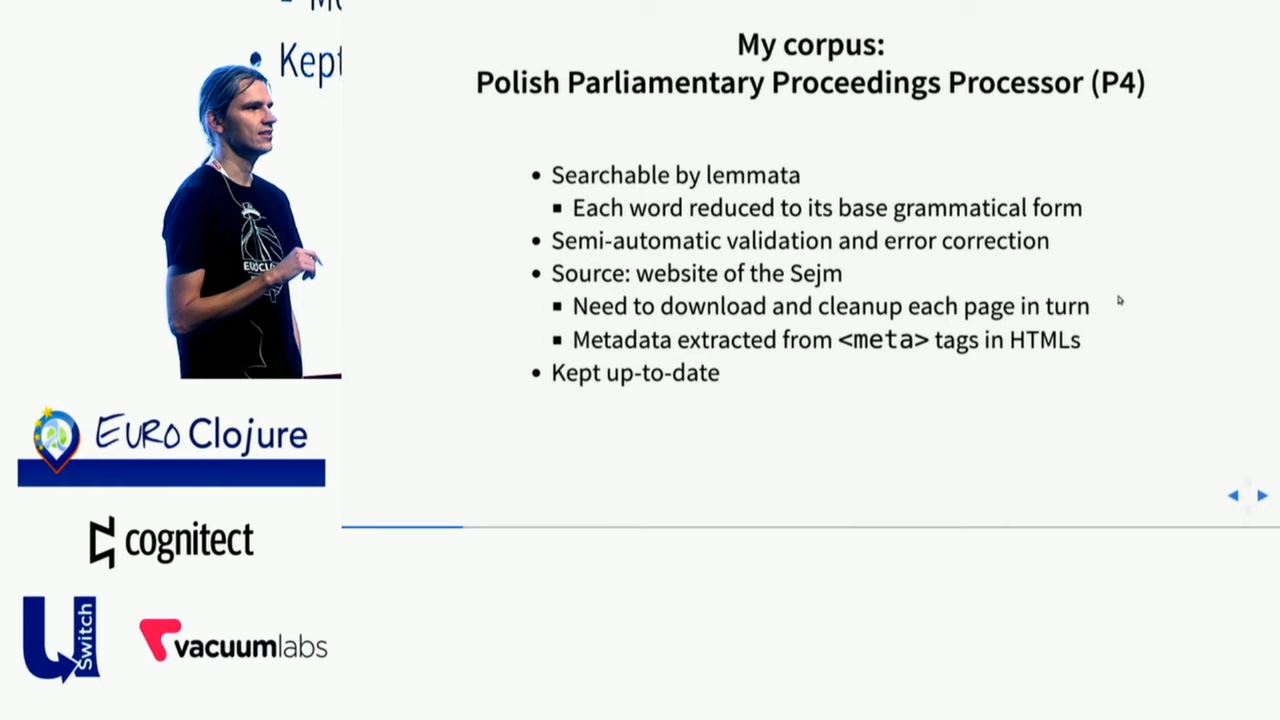 Kept
My corpus:
Polish Parliamentary Proceedings Processor (P4)
• Searchable by lemmata
▪ Each word reduced to its base grammatical form
• Semi-automatic validation and error correction
• Source: website of the Sejm
▪ Need to download and cleanup each page in turn
▪ Metadata extracted from <meta> tags in HTMLs
• Kept up-to-date
EURO Clojure
cognitect
uSwitch
vacuumlabs